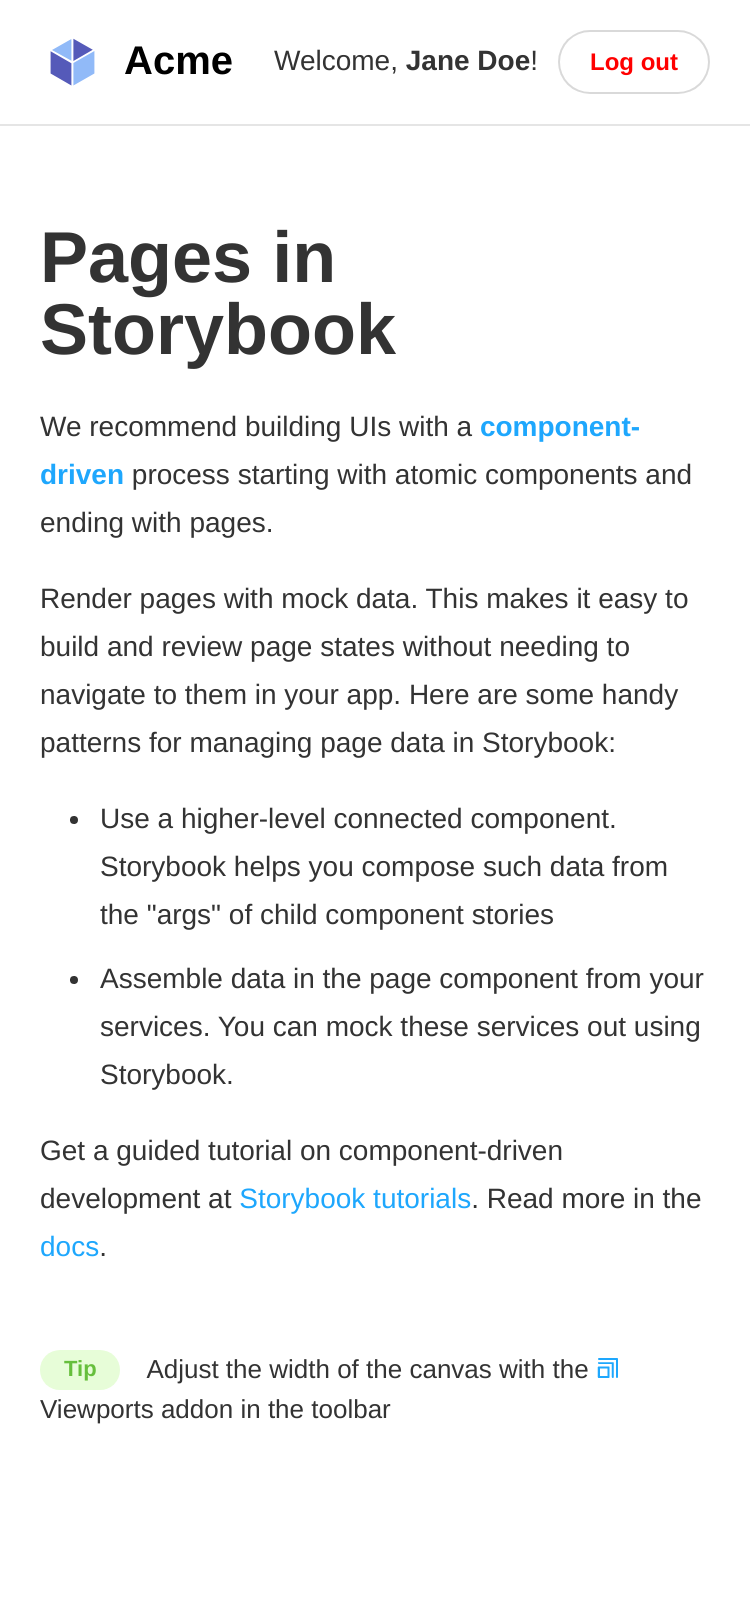 Acme
Welcome, Jane Doe!
Log out
Pages in
Storybook
We recommend building UIs with a component-
driven process starting with atomic components and
ending with pages.
Render pages with mock data. This makes it easy to
build and review page states without needing to
navigate to them in your app. Here are some handy
patterns for managing page data in Storybook:
Use a higher-level connected component.
Storybook helps you compose such data from
the "args" of child component stories
Assemble data in the page component from your
services. You can mock these services out using
Storybook.
Get a guided tutorial on component-driven
development at Storybook tutorials. Read more in the
docs.
Tip Adjust the width of the canvas with the
Viewports addon in the toolbar